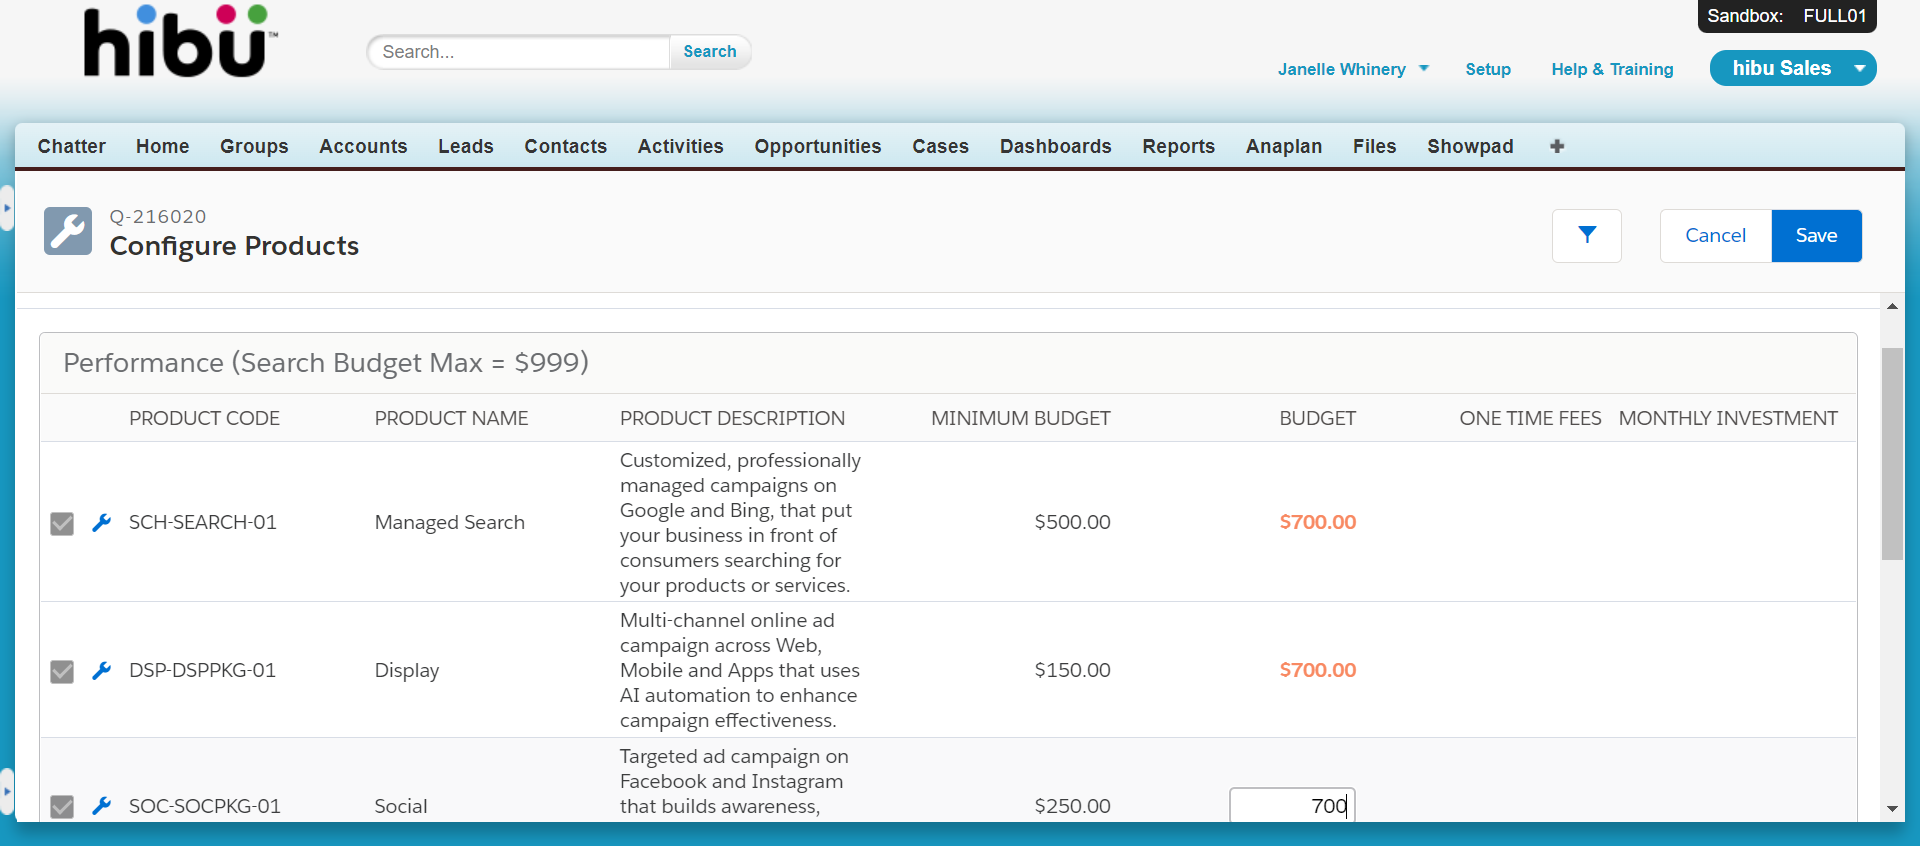 Sandbox: FULL01
hibü™
Search...
Search
Janelle Whinery
Setup
Help & Training
hibu Sales
Chatter
Home
Groups
Accounts
Leads
Contacts
Activities
Opportunities
Cases
Dashboards
Reports
Anaplan
Files
Showpad
Q-216020
Configure Products
Cancel
Save
Performance (Search Budget Max = $999)
PRODUCT CODE
PRODUCT NAME
PRODUCT DESCRIPTION
MINIMUM BUDGET
BUDGET
ONE TIME FEES
MONTHLY INVESTMENT
SCH-SEARCH-01
Managed Search
Customized, professionally
managed campaigns on
Google and Bing, that put
your business in front of
consumers searching for
your products or services.
$500.00
$700.00
DSP-DSPPKG-01
Display
Multi-channel online ad
campaign across Web,
Mobile and Apps that uses
AI automation to enhance
campaign effectiveness.
$150.00
$700.00
SOC-SOCPKG-01
Social
Targeted ad campaign on
Facebook and Instagram
that builds awareness,
$250.00
700